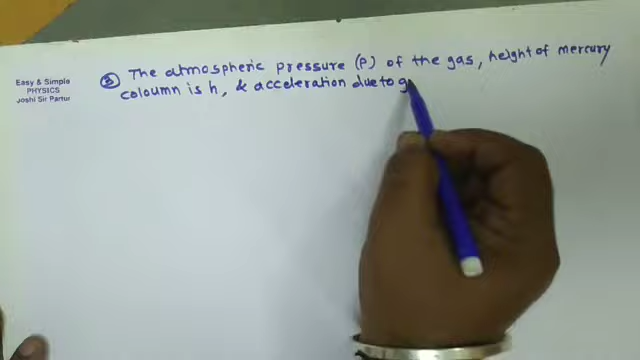 Easy & Simple
PHYSICS
Joshi Sir Partur
③ The atmospheric pressure (P) of the gas, height of mercury
coloumn is h, & acceleration due to g